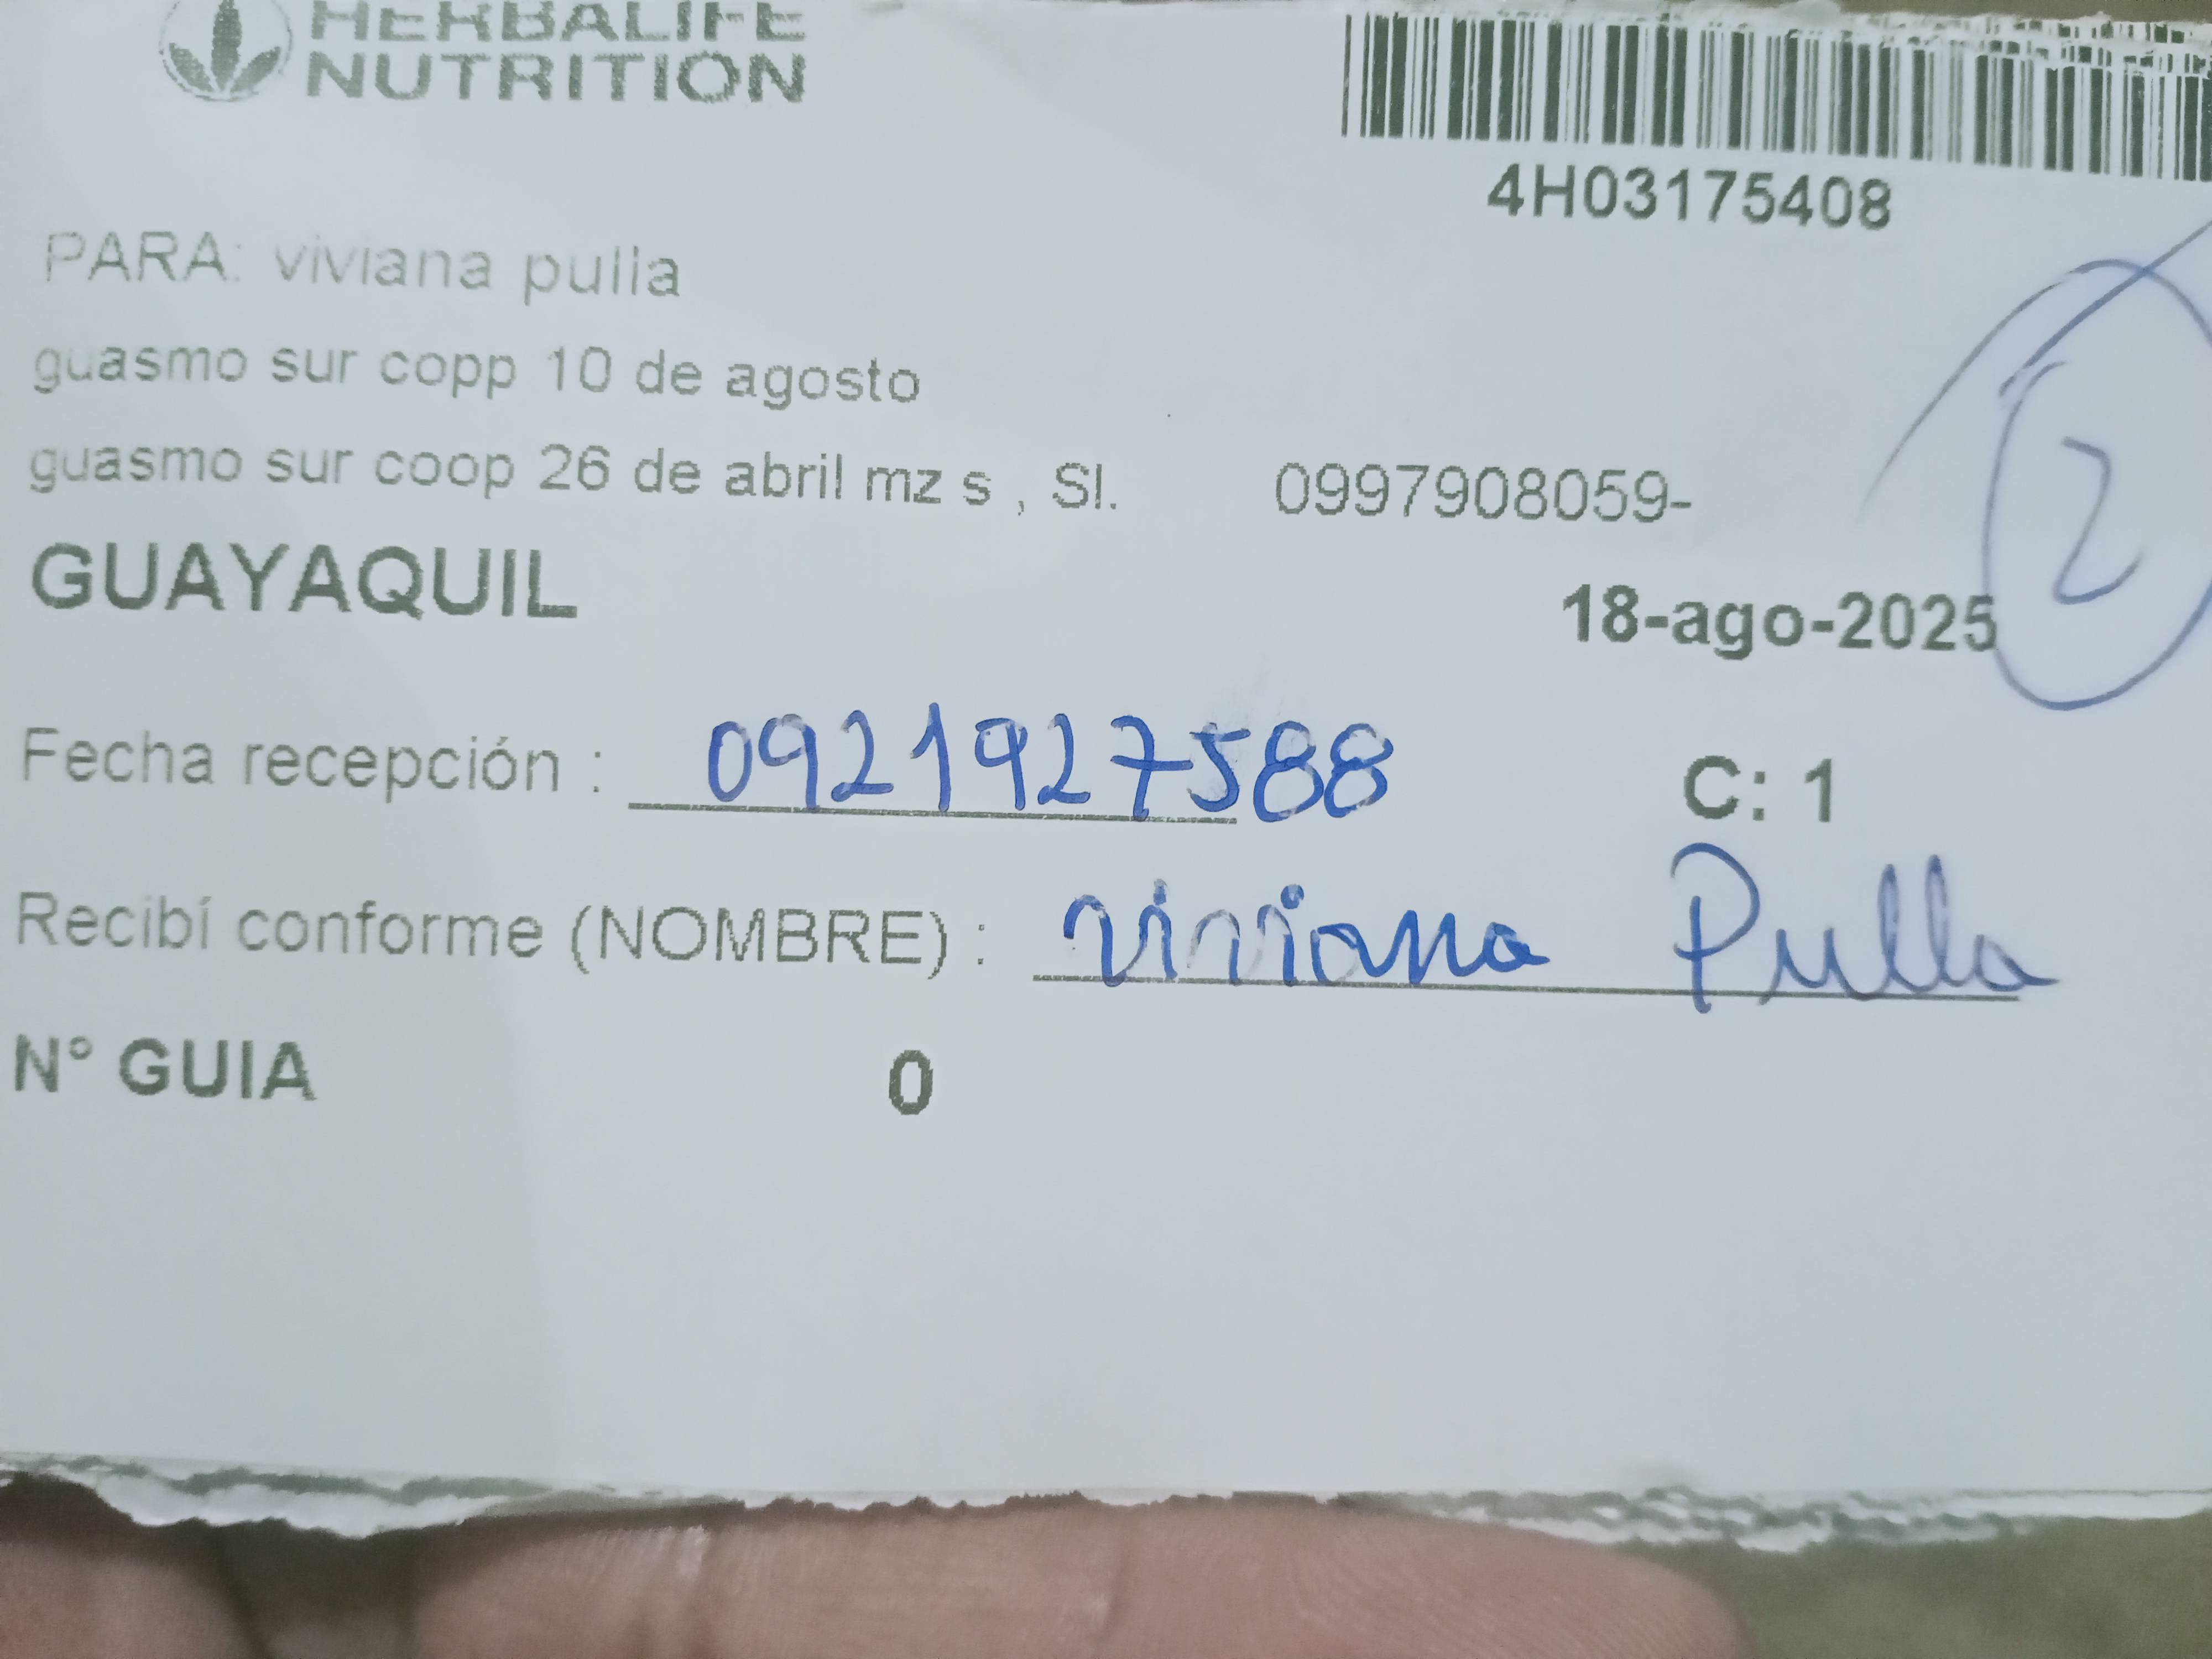 HERBALIFE
NUTRITION
4H03175408
PARA: viviana pulla
guasmo sur copp 10 de agosto
guasmo sur coop 26 de abril mz s , Sl. 0997908059-
GUAYAQUIL
18-ago-2025
2
Fecha recepción : 0921927588 C: 1
Recibí conforme (NOMBRE) : Viviana Pulla
N° GUIA 0